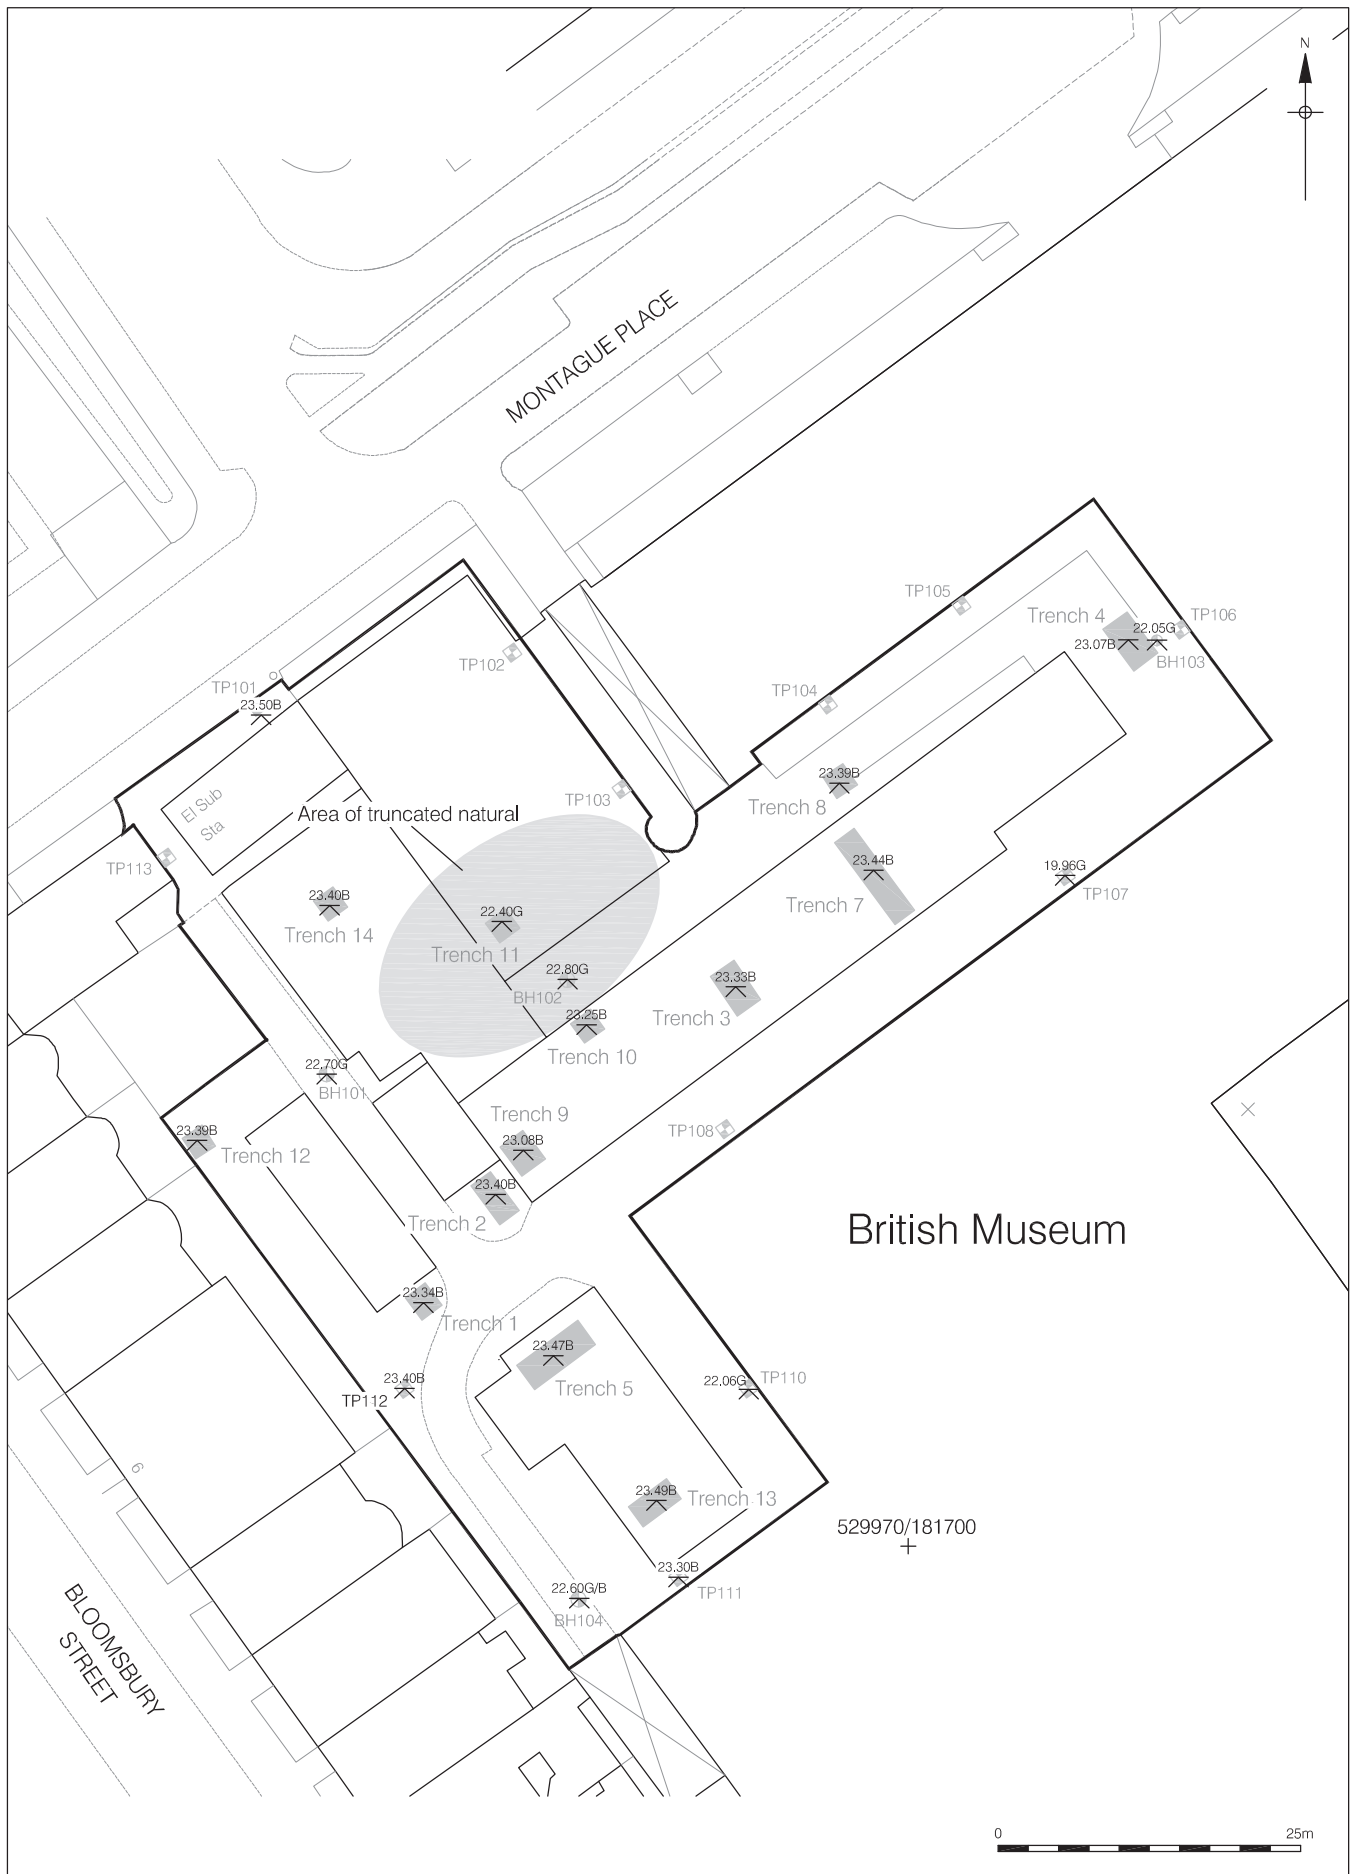 N
MONTAGUE PLACE
TP105
Trench 4
22.05G
TP106
23.07B
BH103
TP102
TP101
23.50B
TP104
El Sub
Sta
Area of truncated natural
TP103
23.39B
Trench 8
TP113
23.40B
Trench 14
22.40G
Trench 11
23.44B
Trench 7
19.96G
TP107
22.80G
BH102
23.25B
Trench 10
23.33B
Trench 3
22.70G
BH101
23.39B
Trench 12
Trench 9
23.08B
TP108
23.40B
Trench 2
British Museum
23.34B
Trench 1
23.47B
Trench 5
23.40B
TP112
22.06G
TP110
6
23.49B
Trench 13
529970/181700
23.30B
TP111
22.60G/B
BH104
BLOOMSBURY
STREET
0
25m